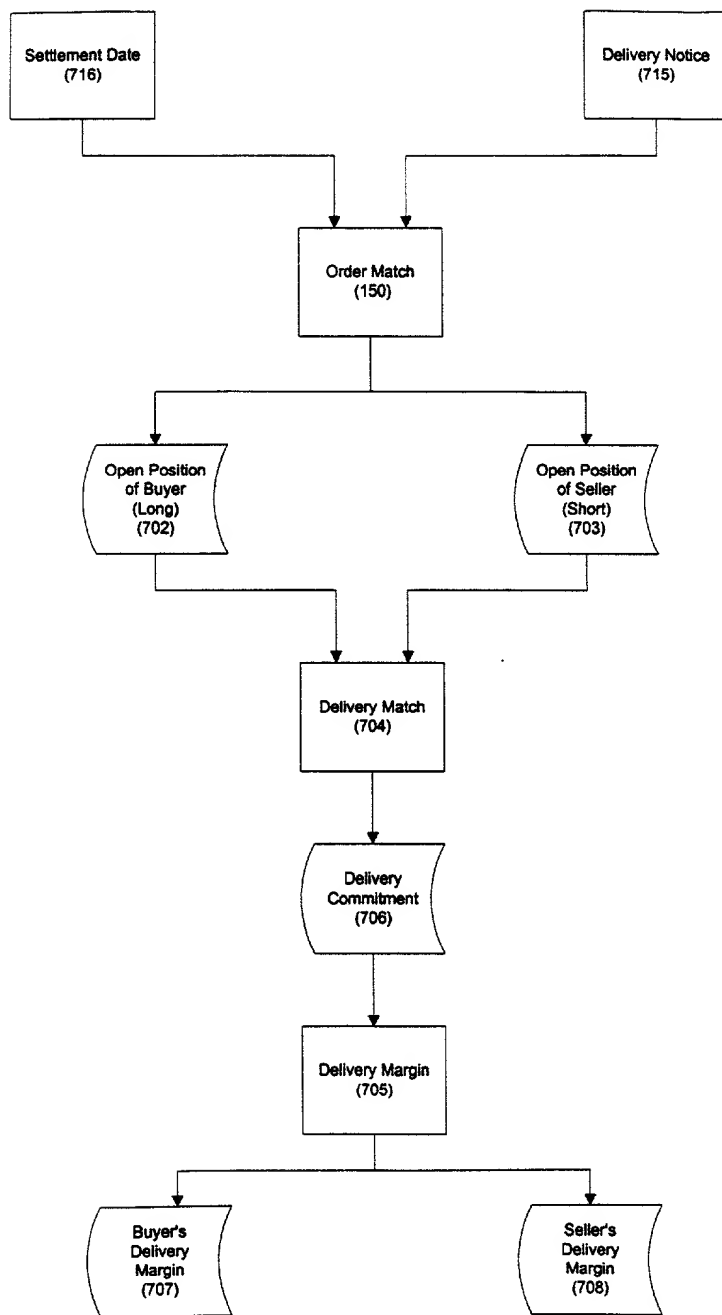 Settlement Date
(716)
Delivery Notice
(715)
Order Match
(150)
Open Position
of Buyer
(Long)
(702)
Open Position
of Seller
(Short)
(703)
Delivery Match
(704)
Delivery
Commitment
(706)
Delivery Margin
(705)
Buyer's
Delivery
Margin
(707)
Seller's
Delivery
Margin
(708)